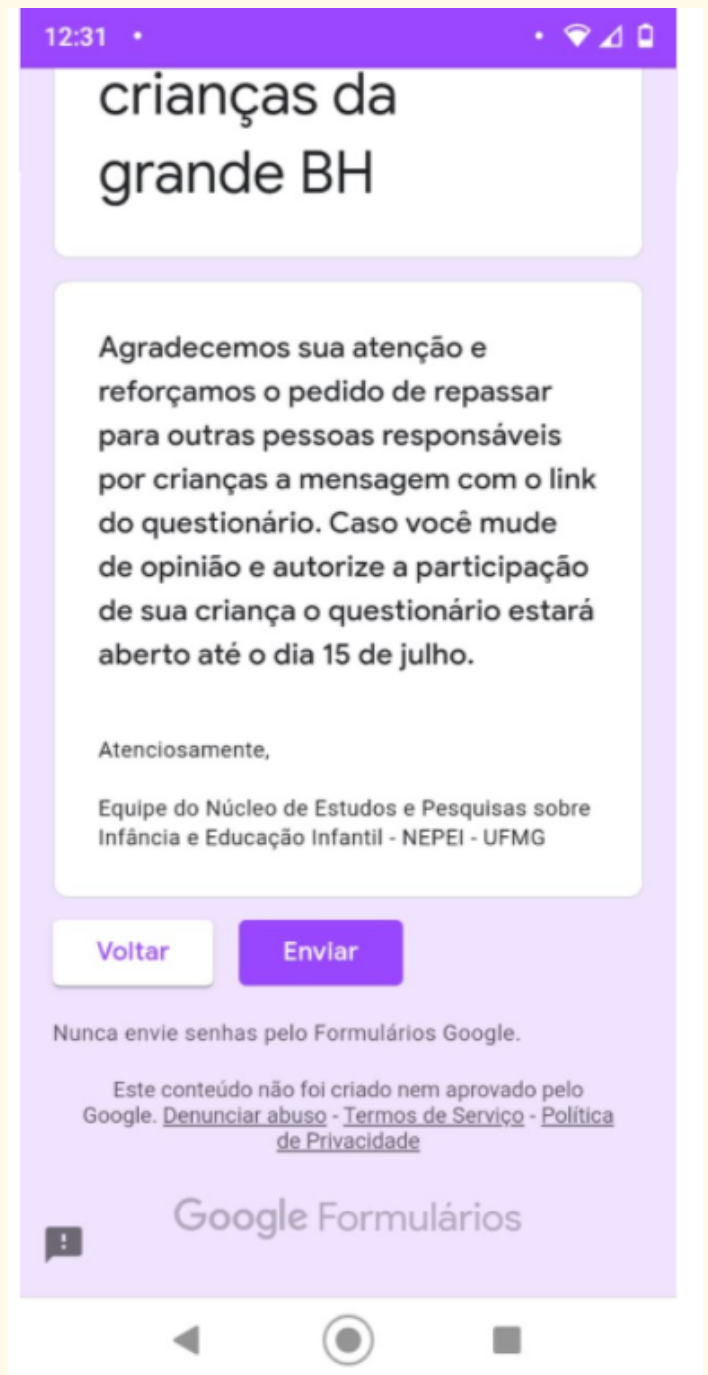 12:31
crianças da
grande BH
Agradecemos sua atenção e
reforçamos o pedido de repassar
para outras pessoas responsáveis
por crianças a mensagem com o link
do questionário. Caso você mude
de opinião e autorize a participação
de sua criança o questionário estará
aberto até o dia 15 de julho.
Atenciosamente,
Equipe do Núcleo de Estudos e Pesquisas sobre
Infância e Educação Infantil - NEPEI - UFMG
Voltar
Enviar
Nunca envie senhas pelo Formulários Google.
Este conteúdo não foi criado nem aprovado pelo
Google. Denunciar abuso - Termos de Serviço - Política
de Privacidade
Google Formulários